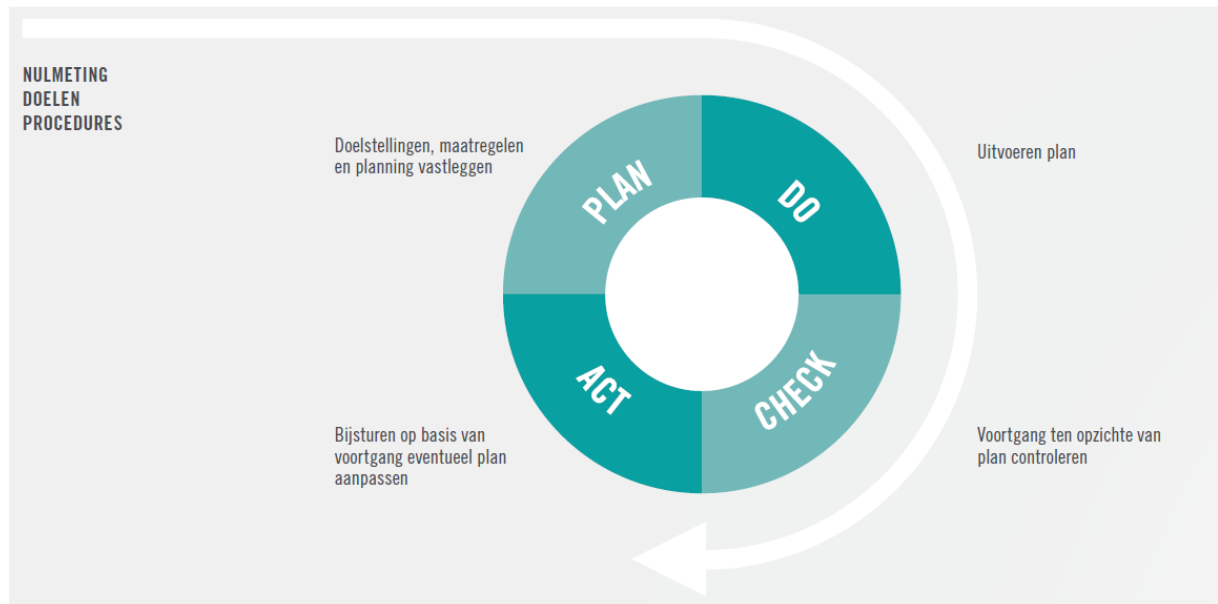 NULMETING
DOELEN
PROCEDURES
Doelstellingen, maatregelen
en planning vastleggen
PLAN
DO
Uitvoeren plan
ACT
CHECK
Bijsturen op basis van
voortgang eventueel plan
aanpassen
Voortgang ten opzichte van
plan controleren